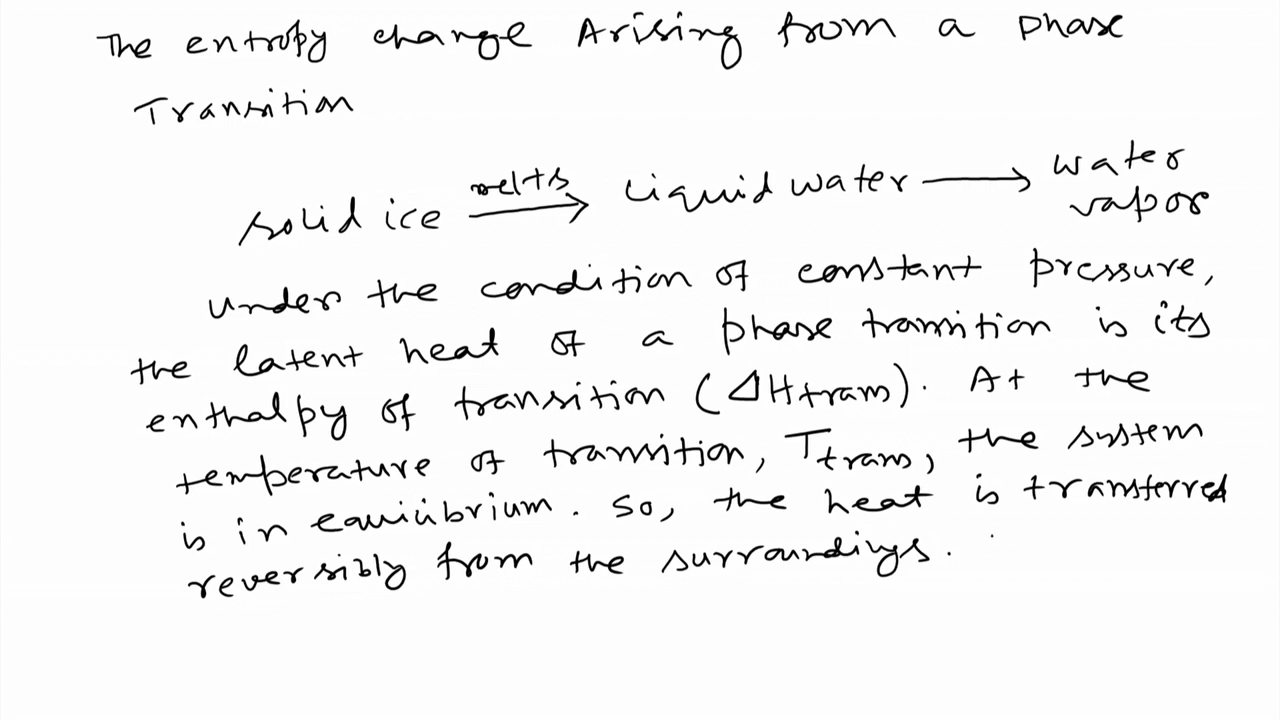 The entropy change Arising from a phase
Transition
solid ice melts→ Liquid water → water
vapor
Under the condition of constant pressure,
the latent heat of a phase transition is its
enthalpy of transition (ΔHtrans). At the
temperature of transition, Ttrans, the system
is in equilibrium. So, the heat is transferred
reversibly from the surroundings.